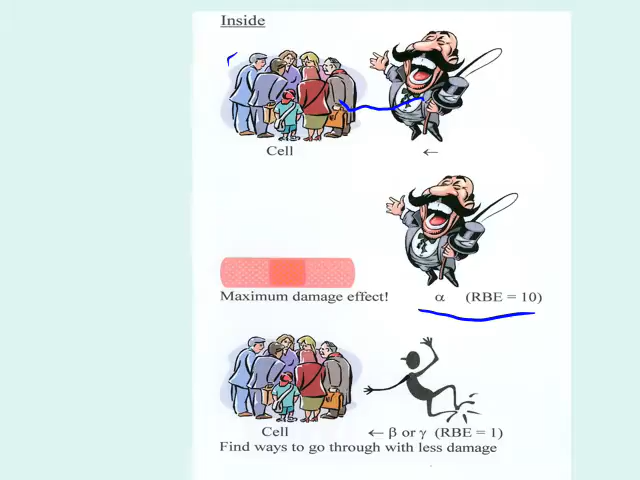 Inside
Cell
←
Maximum damage effect!
α (RBE = 10)
Cell
← β or γ (RBE = 1)
Find ways to go through with less damage